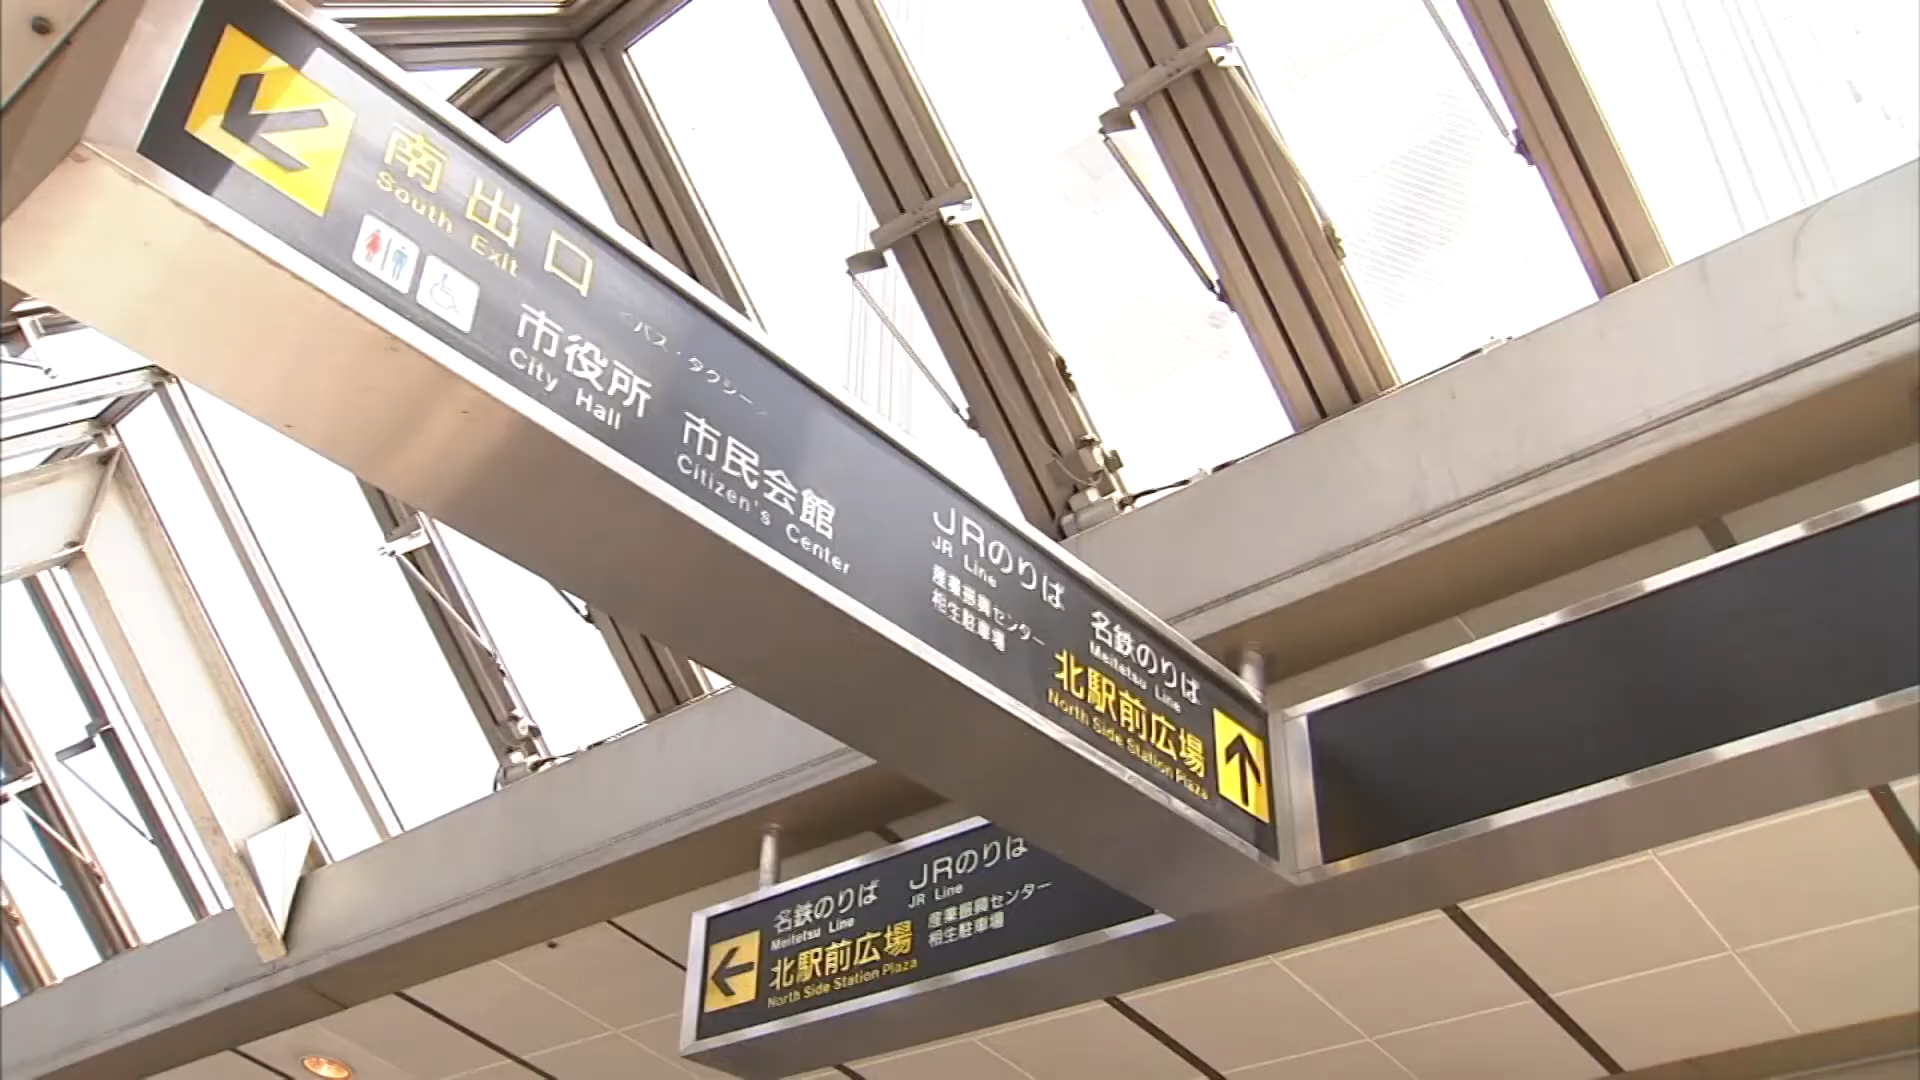 南出口
South Exit
<バス・タクシー>
市役所
City Hall
市民会館
Citizen's Center
JRのりば
JR Line
産業振興センター
相生駐車場
名鉄のりば
Meitetsu Line
北駅前広場
North Side Station Plaza
名鉄のりば
Meitetsu Line
北駅前広場
North Side Station Plaza
JRのりば
JR Line
産業振興センター
相生駐車場